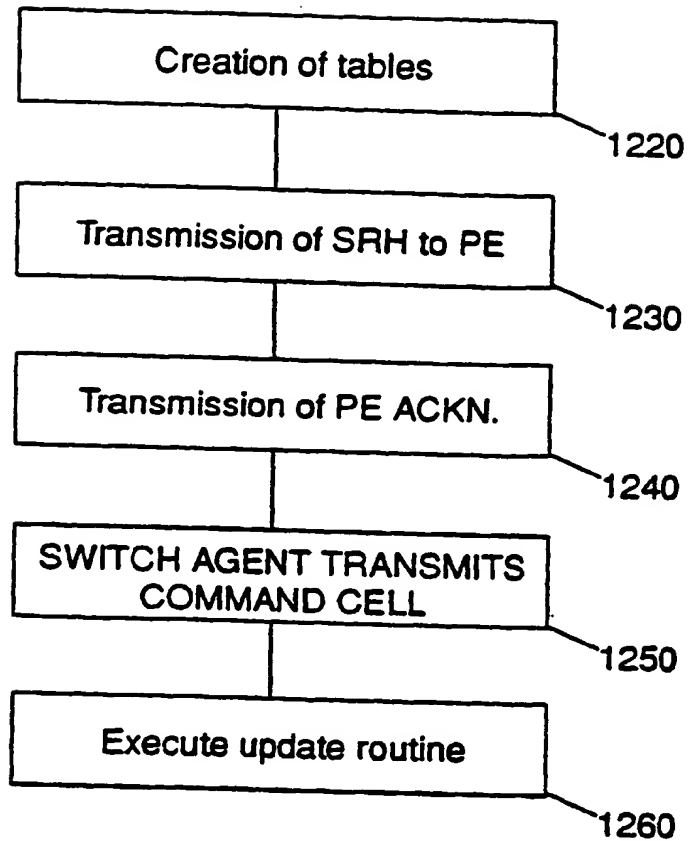 Creation of tables
1220
Transmission of SRH to PE
1230
Transmission of PE ACKN.
1240
SWITCH AGENT TRANSMITS
COMMAND CELL
1250
Execute update routine
1260